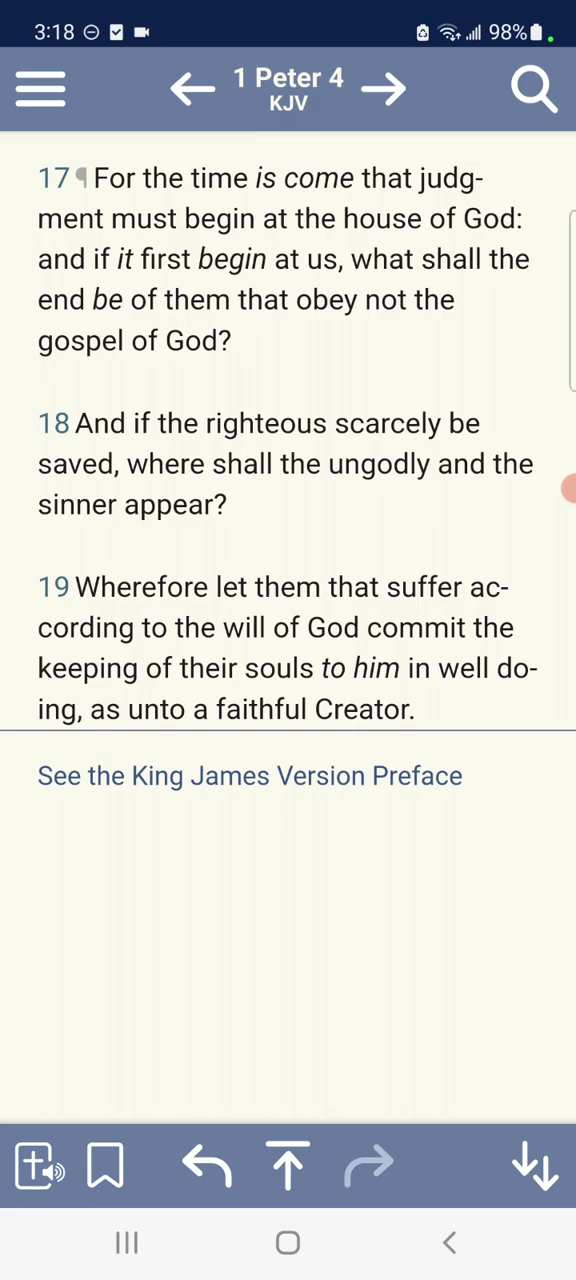 3:18 98%
1 Peter 4
KJV
17 ¶ For the time is come that judg-
ment must begin at the house of God:
and if it first begin at us, what shall the
end be of them that obey not the
gospel of God?
18 And if the righteous scarcely be
saved, where shall the ungodly and the
sinner appear?
19 Wherefore let them that suffer ac-
cording to the will of God commit the
keeping of their souls to him in well do-
ing, as unto a faithful Creator.
See the King James Version Preface